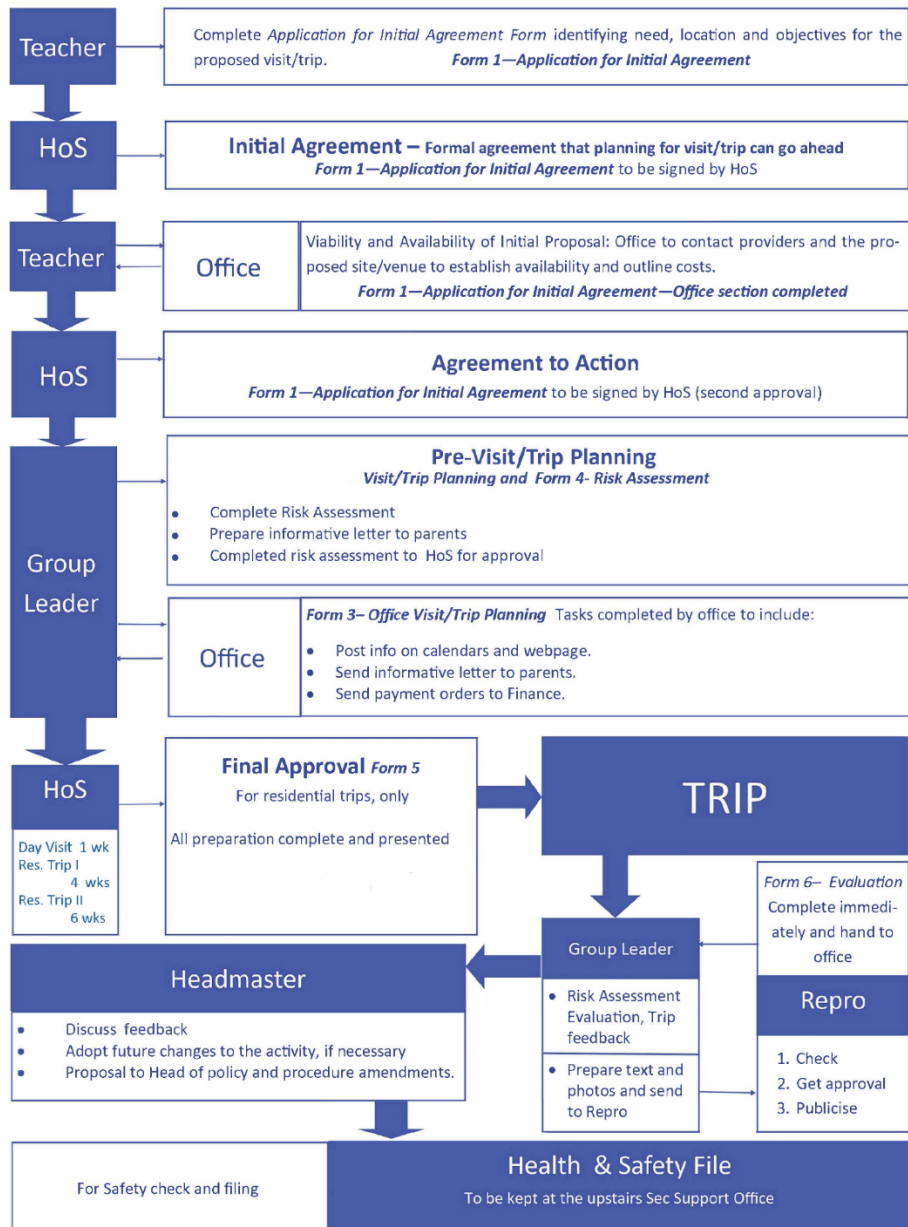 Teacher
Complete Application for Initial Agreement Form identifying need, location and objectives for the
proposed visit/trip. Form 1—Application for Initial Agreement
HoS
Initial Agreement – Formal agreement that planning for visit/trip can go ahead
Form 1—Application for Initial Agreement to be signed by HoS
Teacher
Office
Viability and Availability of Initial Proposal: Office to contact providers and the pro-
posed site/venue to establish availability and outline costs.
Form 1—Application for Initial Agreement—Office section completed
HoS
Agreement to Action
Form 1—Application for Initial Agreement to be signed by HoS (second approval)
Group
Leader
Pre-Visit/Trip Planning
Visit/Trip Planning and Form 4- Risk Assessment
• Complete Risk Assessment
• Prepare informative letter to parents
• Completed risk assessment to HoS for approval
Office
Form 3– Office Visit/Trip Planning Tasks completed by office to include:
• Post info on calendars and webpage.
• Send informative letter to parents.
• Send payment orders to Finance.
HoS
Day Visit 1 wk
Res. Trip I
4 wks
Res. Trip II
6 wks
Final Approval Form 5
For residential trips, only
All preparation complete and presented
TRIP
Form 6– Evaluation
Complete immedi-
ately and hand to
office
Group Leader
• Risk Assessment
Evaluation, Trip
feedback
• Prepare text and
photos and send
to Repro
Repro
1. Check
2. Get approval
3. Publicise
Headmaster
• Discuss feedback
• Adopt future changes to the activity, if necessary
• Proposal to Head of policy and procedure amendments.
For Safety check and filing
Health & Safety File
To be kept at the upstairs Sec Support Office